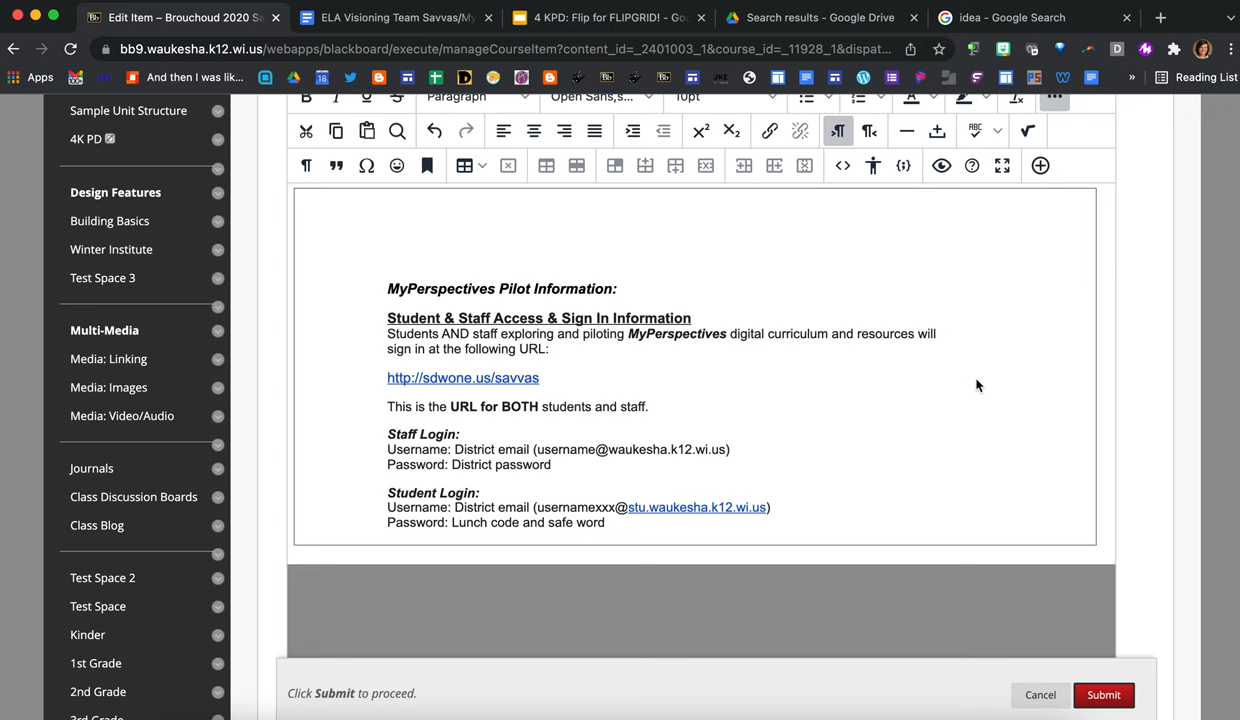 Edit Item – Brouchoud 2020 Sa
ELA Visioning Team Savvas/My
4 KPD: Flip for FLIPGRID! - Go
Search results - Google Drive
idea - Google Search
bb9.waukesha.k12.wi.us/webapps/blackboard/execute/manageCourseItem?content_id=_2401003_1&course_id=_11928_1&dispat...
Apps
And then I was lik...
Reading List
Sample Unit Structure
4K PD
Design Features
Building Basics
Winter Institute
Test Space 3
Multi-Media
Media: Linking
Media: Images
Media: Video/Audio
Journals
Class Discussion Boards
Class Blog
Test Space 2
Test Space
Kinder
1st Grade
2nd Grade
3rd Grade
Paragraph
Open Sans,s...
10pt
MyPerspectives Pilot Information:
Student & Staff Access & Sign In Information
Students AND staff exploring and piloting MyPerspectives digital curriculum and resources will
sign in at the following URL:
http://sdwone.us/savvas
This is the URL for BOTH students and staff.
Staff Login:
Username: District email (username@waukesha.k12.wi.us)
Password: District password
Student Login:
Username: District email (usernamexxx@stu.waukesha.k12.wi.us)
Password: Lunch code and safe word
Click Submit to proceed.
Cancel
Submit